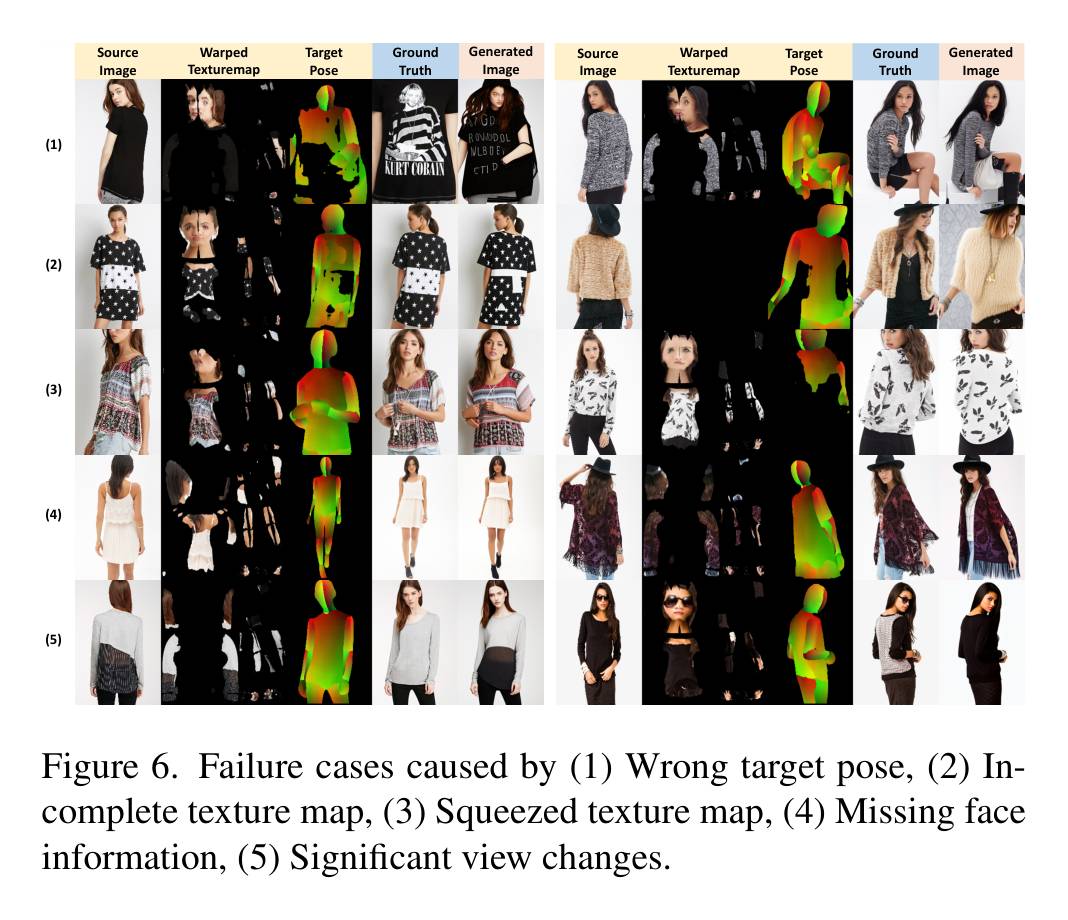 Source Image Warped Texturemap Target Pose Ground Truth Generated Image Source Image Warped Texturemap Target Pose Ground Truth Generated Image
(1)
KURT COBAIN
(2)
(3)
(4)
(5)
Figure 6. Failure cases caused by (1) Wrong target pose, (2) In-
complete texture map, (3) Squeezed texture map, (4) Missing face
information, (5) Significant view changes.